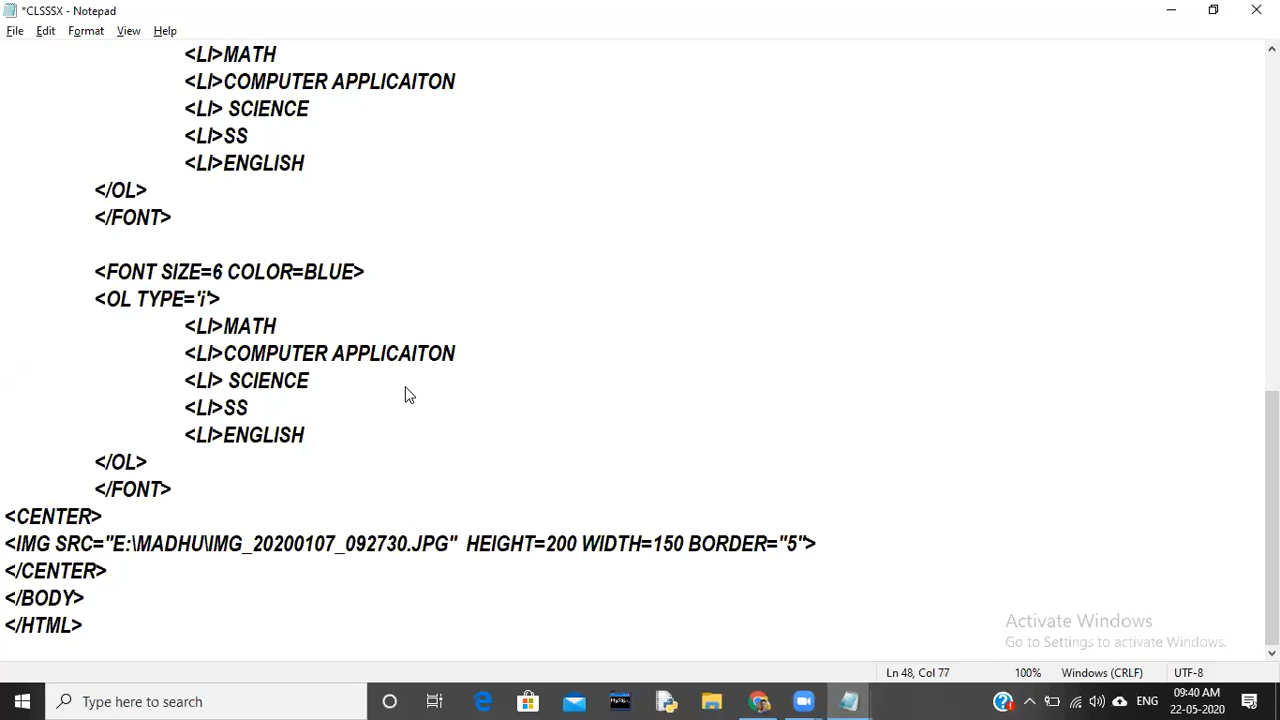 *CLSSSX - Notepad
File Edit Format View Help
<LI>MATH
<LI>COMPUTER APPLICAITON
<LI> SCIENCE
<LI>SS
<LI>ENGLISH
</OL>
</FONT>
<FONT SIZE=6 COLOR=BLUE>
<OL TYPE='i'>
<LI>MATH
<LI>COMPUTER APPLICAITON
<LI> SCIENCE
<LI>SS
<LI>ENGLISH
</OL>
</FONT>
<CENTER>
<IMG SRC="E:\MADHU\IMG_20200107_092730.JPG" HEIGHT=200 WIDTH=150 BORDER="5">
</CENTER>
</BODY>
</HTML>
Activate Windows
Go to Settings to activate Windows.
Ln 48, Col 77 100% Windows (CRLF) UTF-8
Type here to search
ENG
09:40 AM
22-05-2020